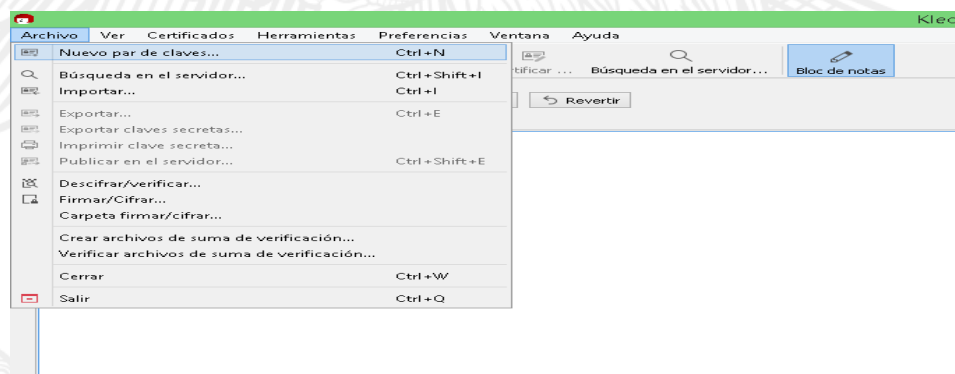 Klec
Archivo Ver Certificados Herramientas Preferencias Ventana Ayuda
Nuevo par de claves... Ctrl+N
Búsqueda en el servidor... Ctrl+Shift+I
Importar... Ctrl+I
Exportar... Ctrl+E
Exportar claves secretas...
Imprimir clave secreta...
Publicar en el servidor... Ctrl+Shift+E
Descifrar/verificar...
Firmar/Cifrar...
Carpeta firmar/cifrar...
Crear archivos de suma de verificación...
Verificar archivos de suma de verificación...
Cerrar Ctrl+W
Salir Ctrl+Q
tificar ... Búsqueda en el servidor... Bloc de notas
Revertir